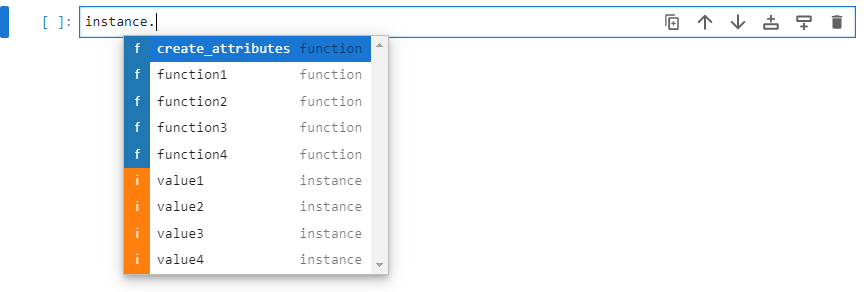 [ ]: instance.
f create_attributes function
f function1 function
f function2 function
f function3 function
f function4 function
i value1 instance
i value2 instance
i value3 instance
i value4 instance